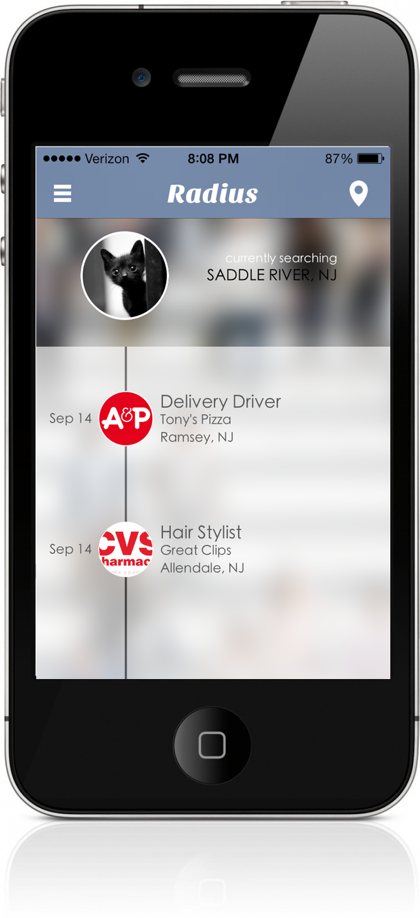 Verizon 8:08 PM 87%
Radius
currently searching
SADDLE RIVER, NJ
Sep 14
A&P
Delivery Driver
Tony's Pizza
Ramsey, NJ
Sep 14
CVS
harmac
Hair Stylist
Great Clips
Allendale, NJ